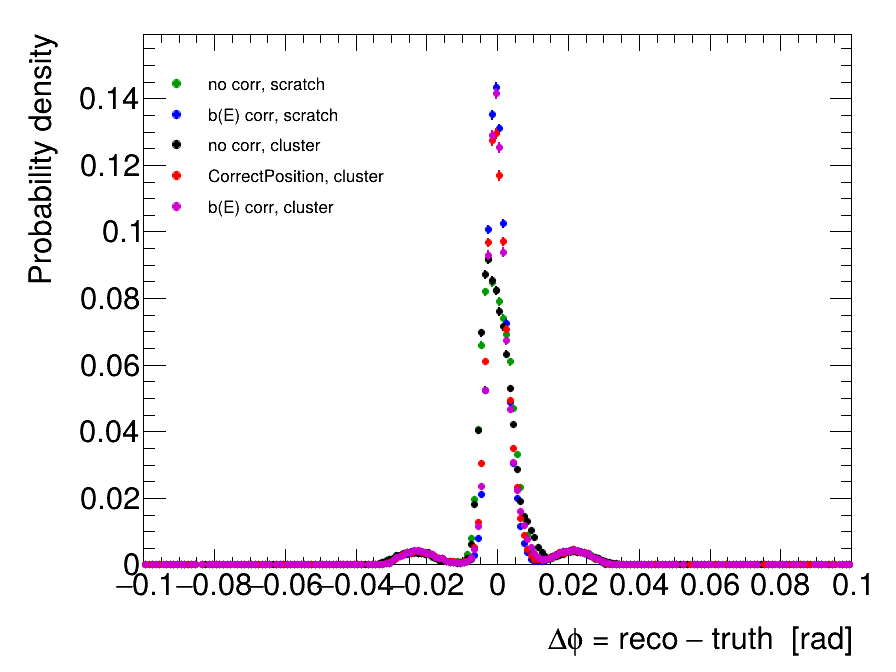 Probability density
no corr, scratch
b(E) corr, scratch
no corr, cluster
CorrectPosition, cluster
b(E) corr, cluster
0.14
0.12
0.1
0.08
0.06
0.04
0.02
0
−0.1 −0.08 −0.06 −0.04 −0.02 0 0.02 0.04 0.06 0.08 0.1
Δϕ = reco − truth [rad]